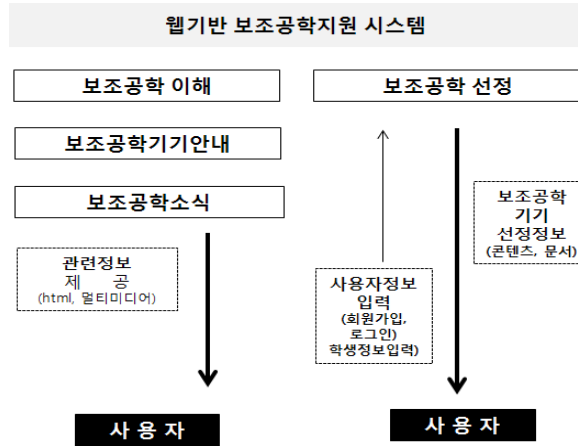 웹기반 보조공학지원 시스템
보조공학 이해
보조공학기기안내
보조공학소식
관련정보
제 공
(html, 멀티미디어)
사 용 자
보조공학 선정
사용자정보
입력
(회원가입,
로그인)
학생정보입력)
보조공학
기기
선정정보
(콘텐츠, 문서)
사 용 자